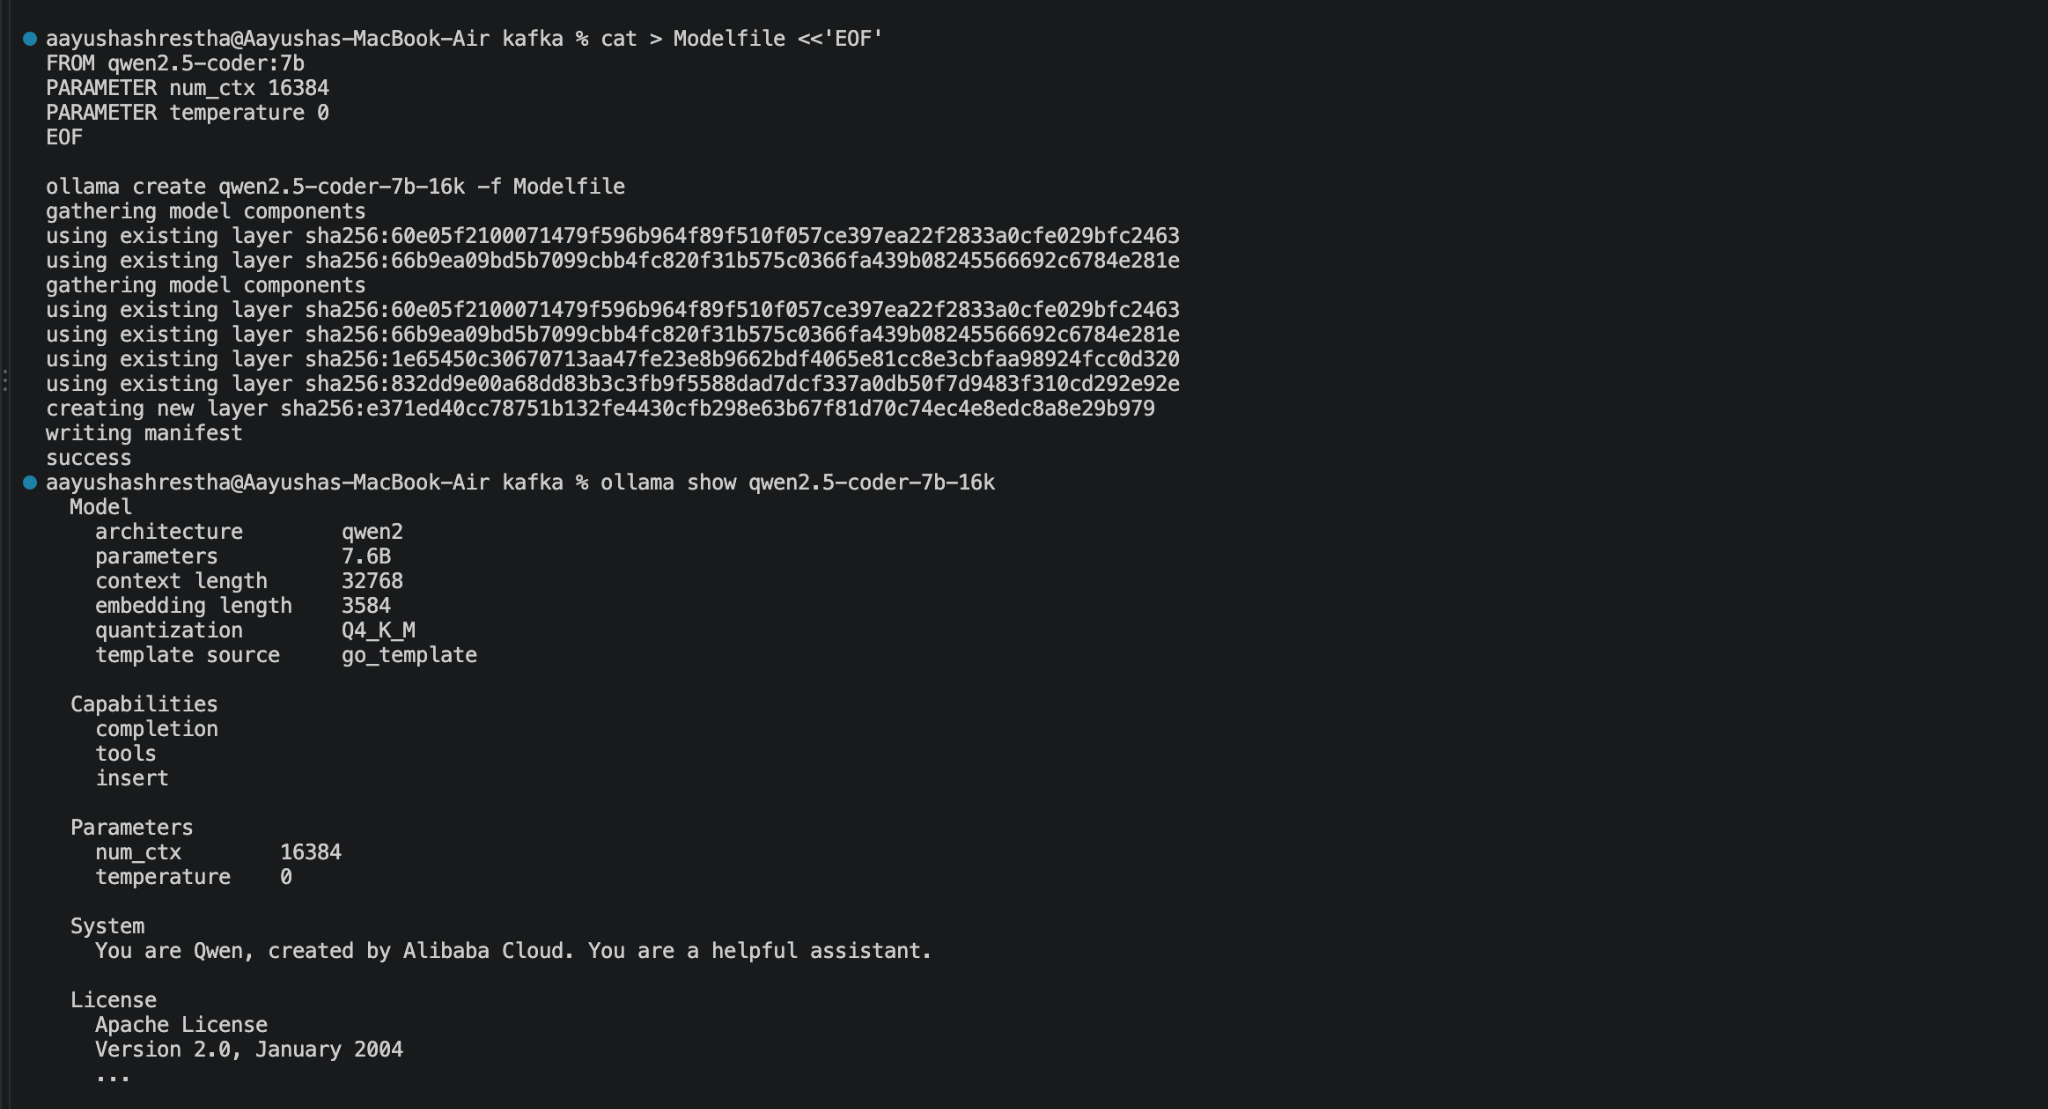 aayushashrestha@Aayushas-MacBook-Air kafka % cat > Modelfile <<'EOF'
FROM qwen2.5-coder:7b
PARAMETER num_ctx 16384
PARAMETER temperature 0
EOF
ollama create qwen2.5-coder-7b-16k -f Modelfile
gathering model components
using existing layer sha256:60e05f2100071479f596b964f89f510f057ce397ea22f2833a0cfe029bfc2463
using existing layer sha256:66b9ea09bd5b7099cbb4fc820f31b575c0366fa439b08245566692c6784e281e
gathering model components
using existing layer sha256:60e05f2100071479f596b964f89f510f057ce397ea22f2833a0cfe029bfc2463
using existing layer sha256:66b9ea09bd5b7099cbb4fc820f31b575c0366fa439b08245566692c6784e281e
using existing layer sha256:1e65450c30670713aa47fe23e8b9662bdf4065e81cc8e3cbfaa98924fcc0d320
using existing layer sha256:832dd9e00a68dd83b3c3fb9f5588dad7dcf337a0db50f7d9483f310cd292e92e
creating new layer sha256:e371ed40cc78751b132fe4430cfb298e63b67f81d70c74ec4e8edc8a8e29b979
writing manifest
success
aayushashrestha@Aayushas-MacBook-Air kafka % ollama show qwen2.5-coder-7b-16k
Model
architecture qwen2
parameters 7.6B
context length 32768
embedding length 3584
quantization Q4_K_M
template source go_template
Capabilities
completion
tools
insert
Parameters
num_ctx 16384
temperature 0
System
You are Qwen, created by Alibaba Cloud. You are a helpful assistant.
License
Apache License
Version 2.0, January 2004
...